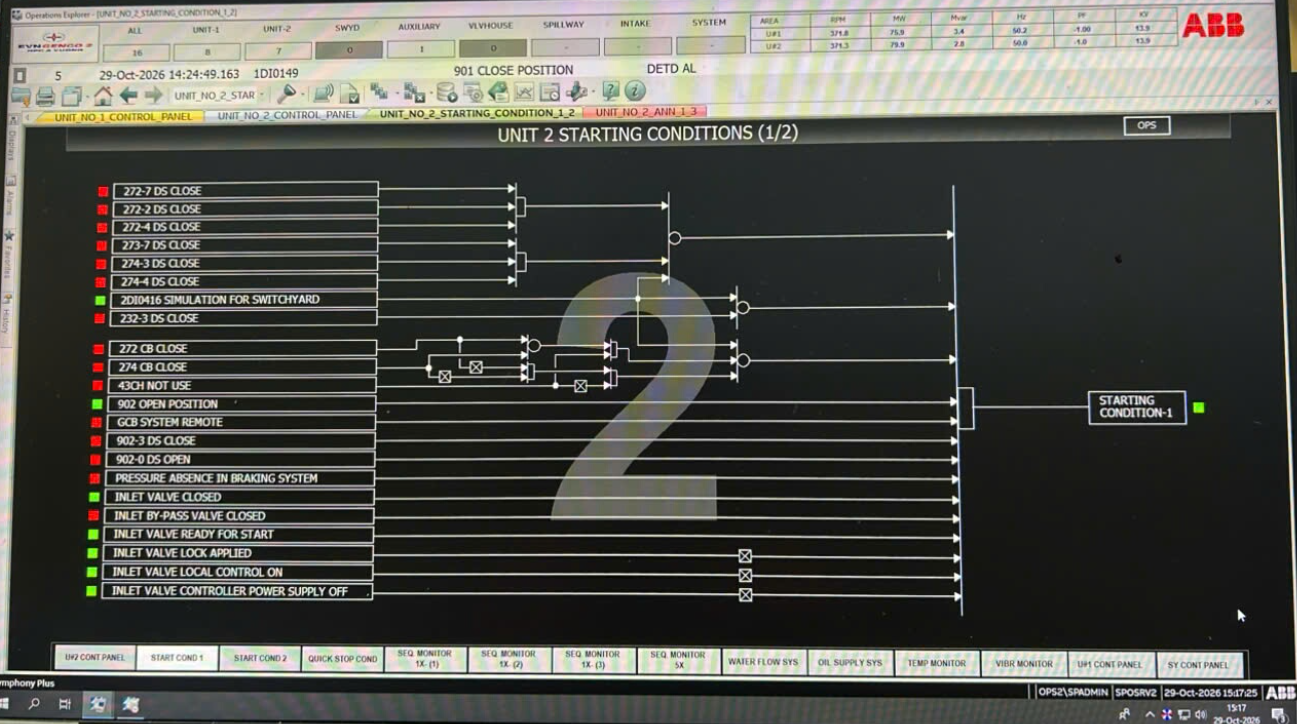 Operations Explorer - [UNIT_NO_2_STARTING_CONDITION_1_2]
EVNGENCO 2
ALL UNIT-1 UNIT-2 SWYD AUXILIARY VLVHOUSE SPILLWAY INTAKE SYSTEM
16 8 7 0 1 0 - - -
AREA RPM MW Mvar Hz PF KV
U#1 371.8 75.9 3.4 50.2 -1.00 13.9
U#2 371.3 79.9 2.8 50.0 -1.0 13.9
ABB
5 29-Oct-2026 14:24:49.163 1DI0149 901 CLOSE POSITION DETD AL
UNIT_NO_2_STAR
UNIT_NO_1_CONTROL_PANEL UNIT_NO_2_CONTROL_PANEL UNIT_NO_2_STARTING_CONDITION_1_2 UNIT_NO_2_ANN_1_3
UNIT 2 STARTING CONDITIONS (1/2)
OPS
Displays
Alarms
Favorites
History
272-7 DS CLOSE
272-2 DS CLOSE
272-4 DS CLOSE
273-7 DS CLOSE
274-3 DS CLOSE
274-4 DS CLOSE
2DI0416 SIMULATION FOR SWITCHYARD
232-3 DS CLOSE
272 CB CLOSE
274 CB CLOSE
43CH NOT USE
902 OPEN POSITION
GCB SYSTEM REMOTE
902-3 DS CLOSE
902-0 DS OPEN
PRESSURE ABSENCE IN BRAKING SYSTEM
INLET VALVE CLOSED
INLET BY-PASS VALVE CLOSED
INLET VALVE READY FOR START
INLET VALVE LOCK APPLIED
INLET VALVE LOCAL CONTROL ON
INLET VALVE CONTROLLER POWER SUPPLY OFF
2
STARTING
CONDITION-1
U#2 CONT PANEL START COND 1 START COND 2 QUICK STOP COND SEQ. MONITOR 1X- (1) SEQ. MONITOR 1X- (2) SEQ. MONITOR 1X- (3) SEQ. MONITOR 5X WATER FLOW SYS OIL SUPPLY SYS TEMP MONITOR VIBR MONITOR U#1 CONT PANEL SY CONT PANEL
mphony Plus
OPS2\SPADMIN SPOSRV2 29-Oct-2026 15:17:25 ABB
15:17
29-Oct-2026